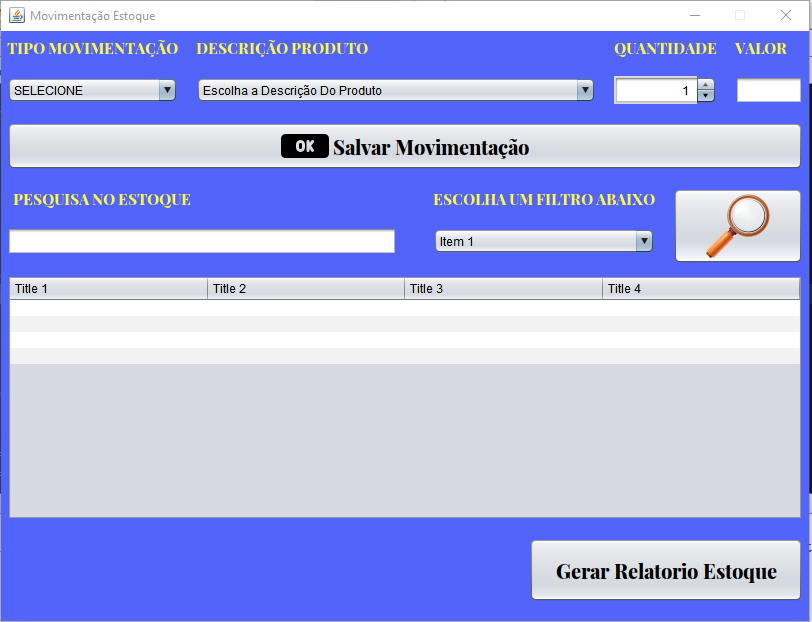 Movimentação Estoque
TIPO MOVIMENTAÇÃO DESCRIÇÃO PRODUTO QUANTIDADE VALOR
SELECIONE Escolha a Descrição Do Produto 1
OK Salvar Movimentação
PESQUISA NO ESTOQUE ESCOLHA UM FILTRO ABAIXO
Item 1
Title 1 Title 2 Title 3 Title 4
Gerar Relatorio Estoque